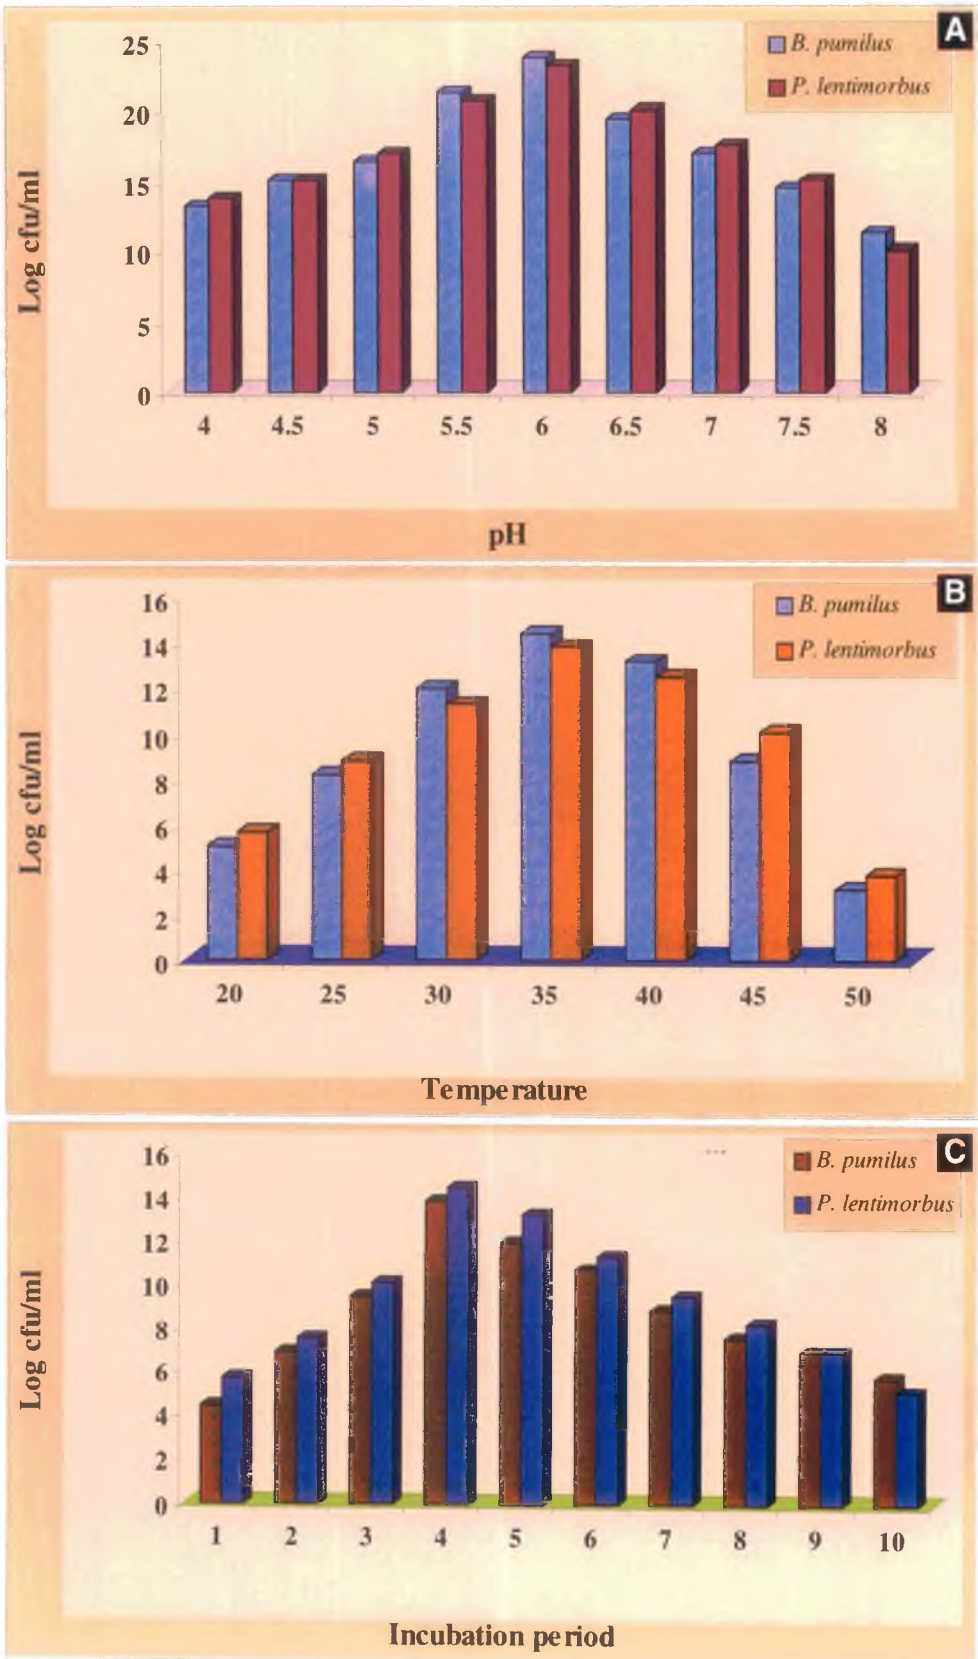 A
B. pumilus
P. lentimorbus
Log cfu/ml
25
20
15
10
5
0
4 4.5 5 5.5 6 6.5 7 7.5 8
pH
B
B. pumilus
P. lentimorbus
Log cfu/ml
16
14
12
10
8
6
4
2
0
20 25 30 35 40 45 50
Temperature
C
B. pumilus
P. lentimorbus
Log cfu/ml
16
14
12
10
8
6
4
2
0
1 2 3 4 5 6 7 8 9 10
Incubation period